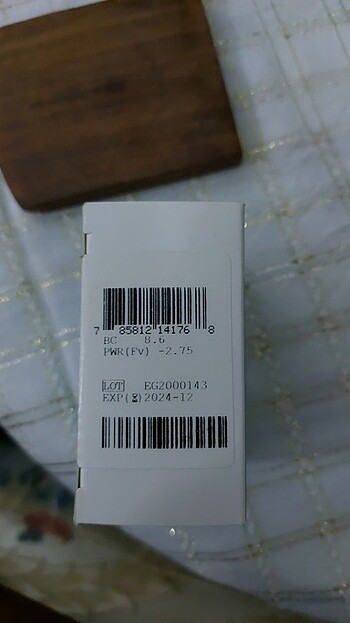 7 85812 14176 8
BC 8.6
PWR(Fv) -2.75
LOT EG2000143
EXP(⌛)2024-12